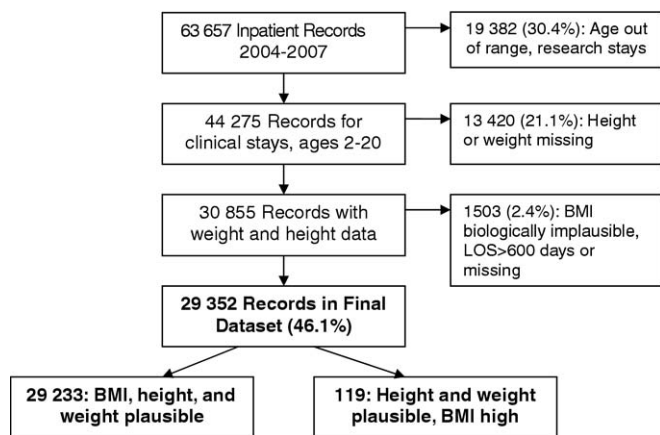 63 657 Inpatient Records
2004-2007
19 382 (30.4%): Age out
of range, research stays
44 275 Records for
clinical stays, ages 2-20
13 420 (21.1%): Height
or weight missing
30 855 Records with
weight and height data
1503 (2.4%): BMI
biologically implausible,
LOS>600 days or
missing
29 352 Records in Final
Dataset (46.1%)
29 233: BMI, height, and
weight plausible
119: Height and weight
plausible, BMI high